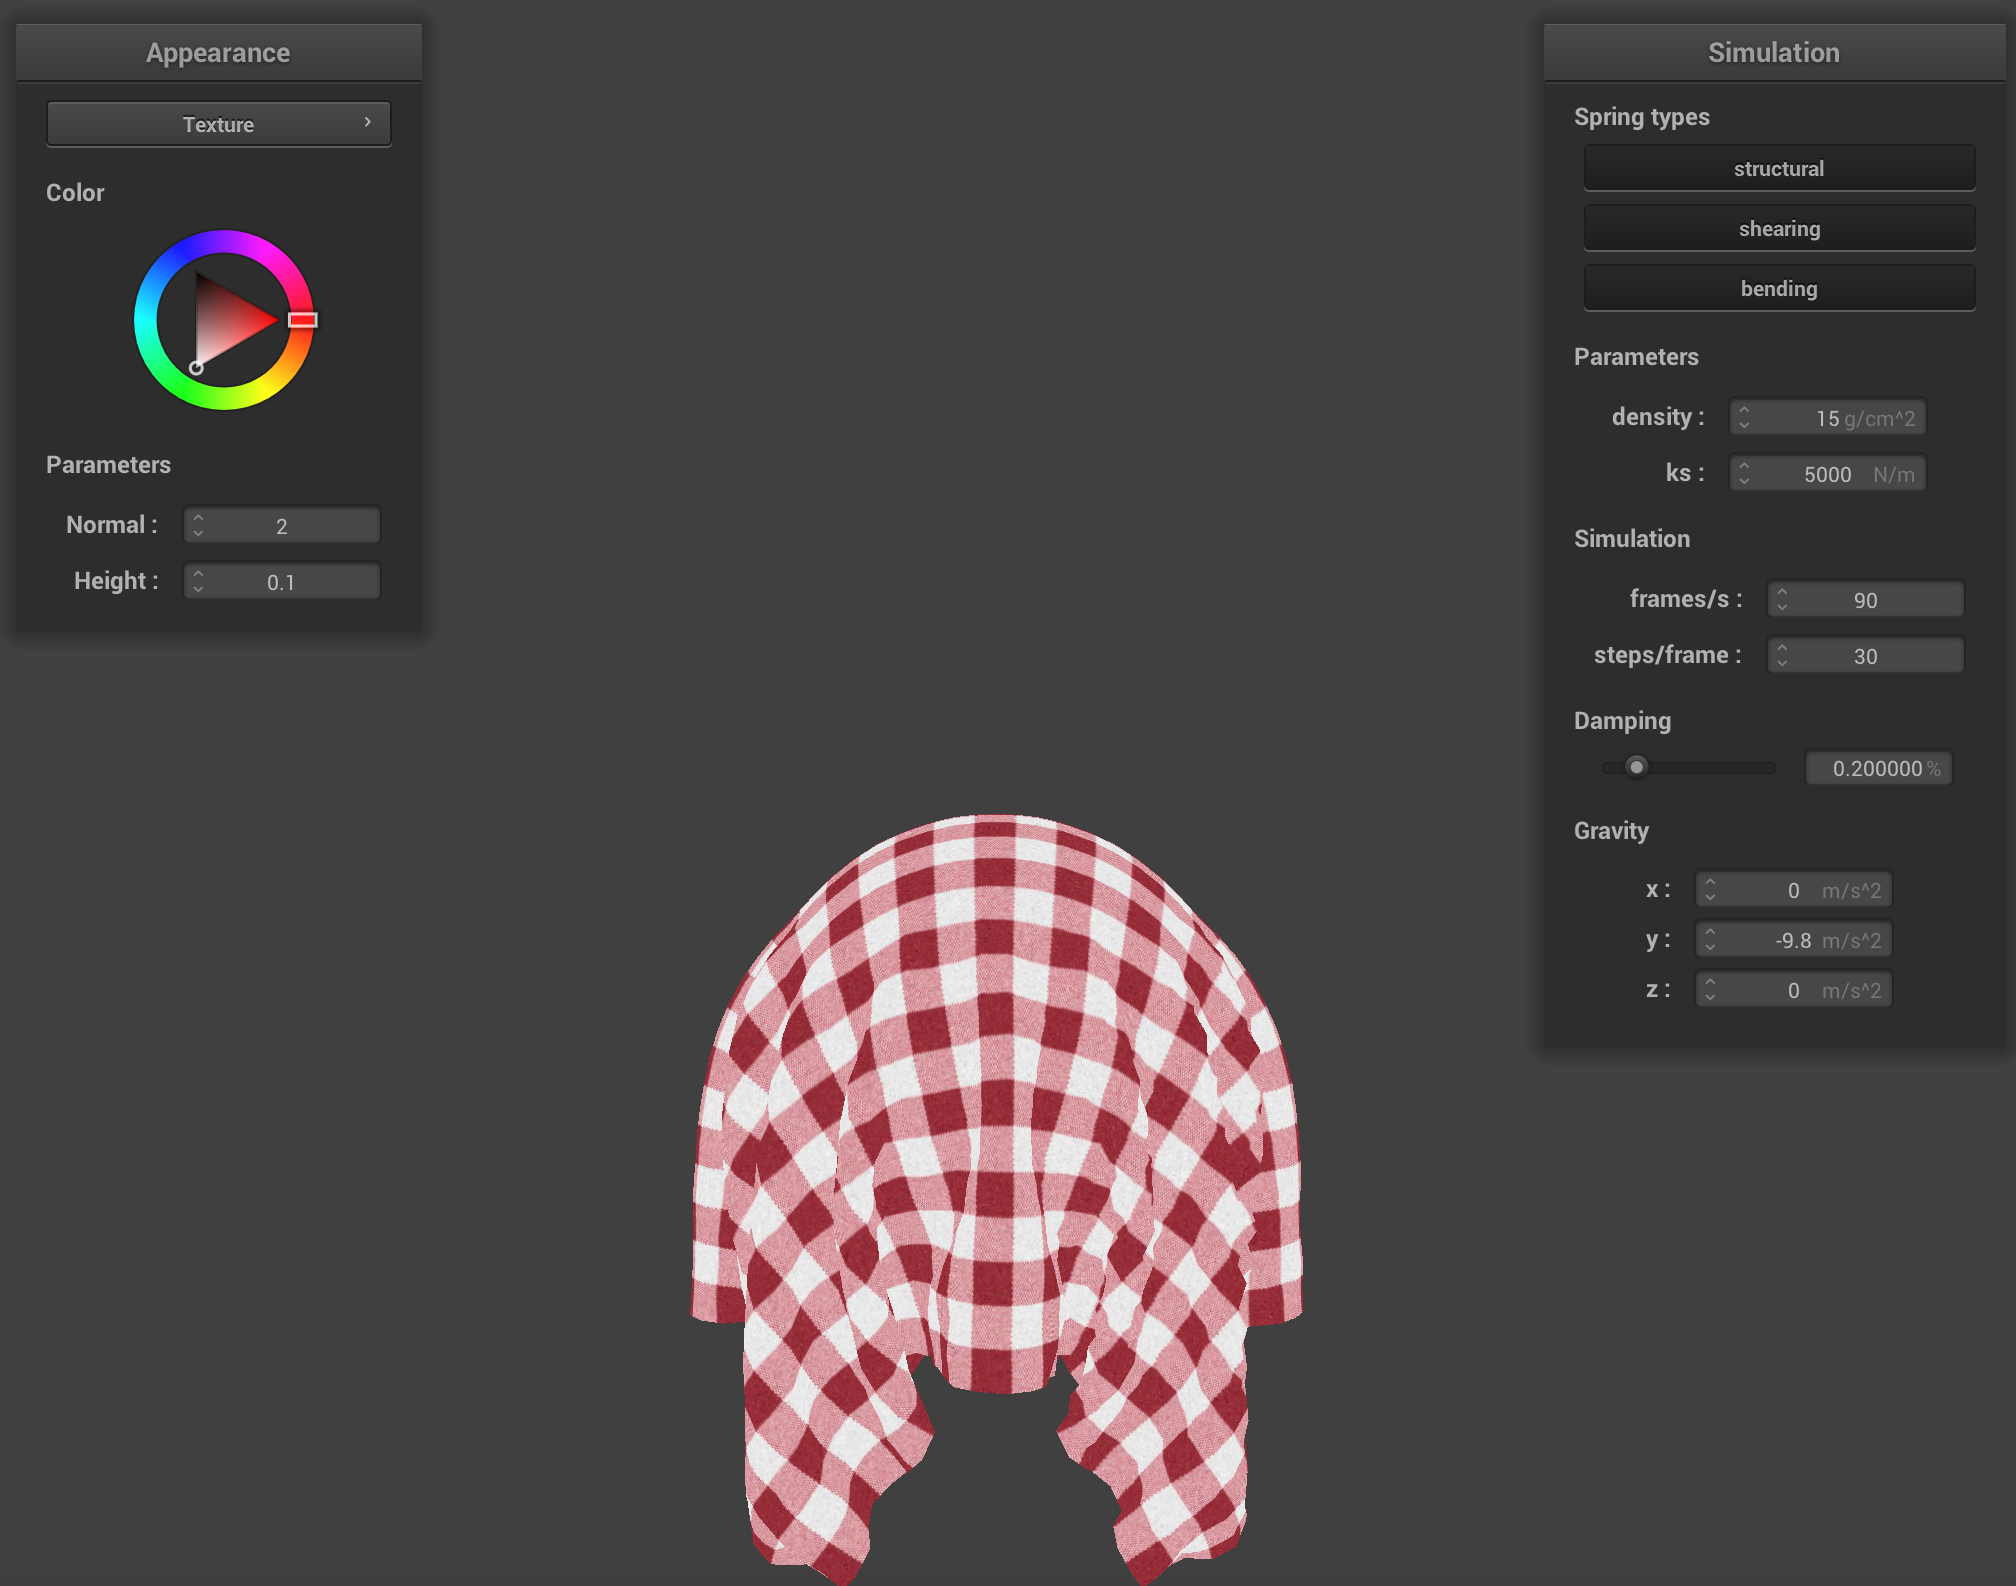 Appearance
Texture
Color
Parameters
Normal : 2
Height : 0.1
Simulation
Spring types
structural
shearing
bending
Parameters
density : 15 g/cm^2
ks : 5000 N/m
Simulation
frames/s : 90
steps/frame : 30
Damping
0.200000 %
Gravity
x : 0 m/s^2
y : -9.8 m/s^2
z : 0 m/s^2